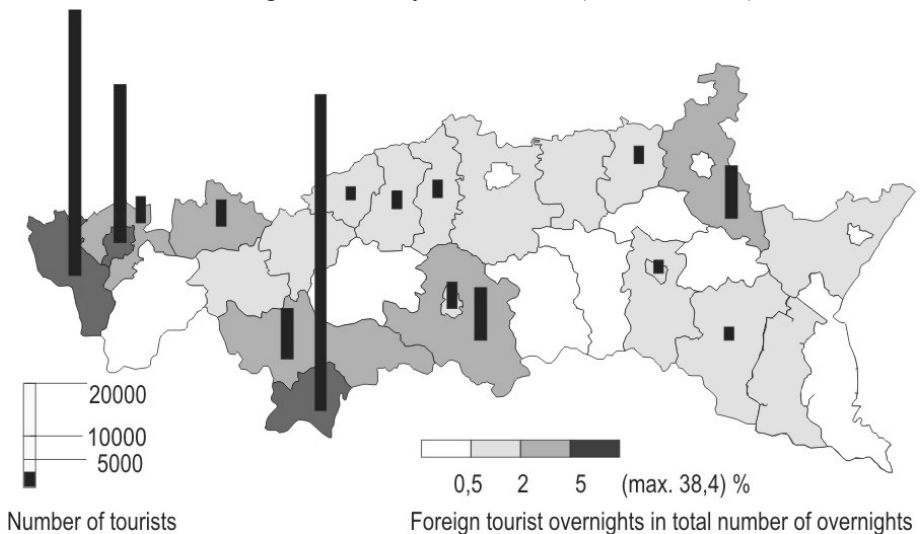 20000
10000
5000
Number of tourists
0,5 2 5 (max. 38,4) %
Foreign tourist overnights in total number of overnights